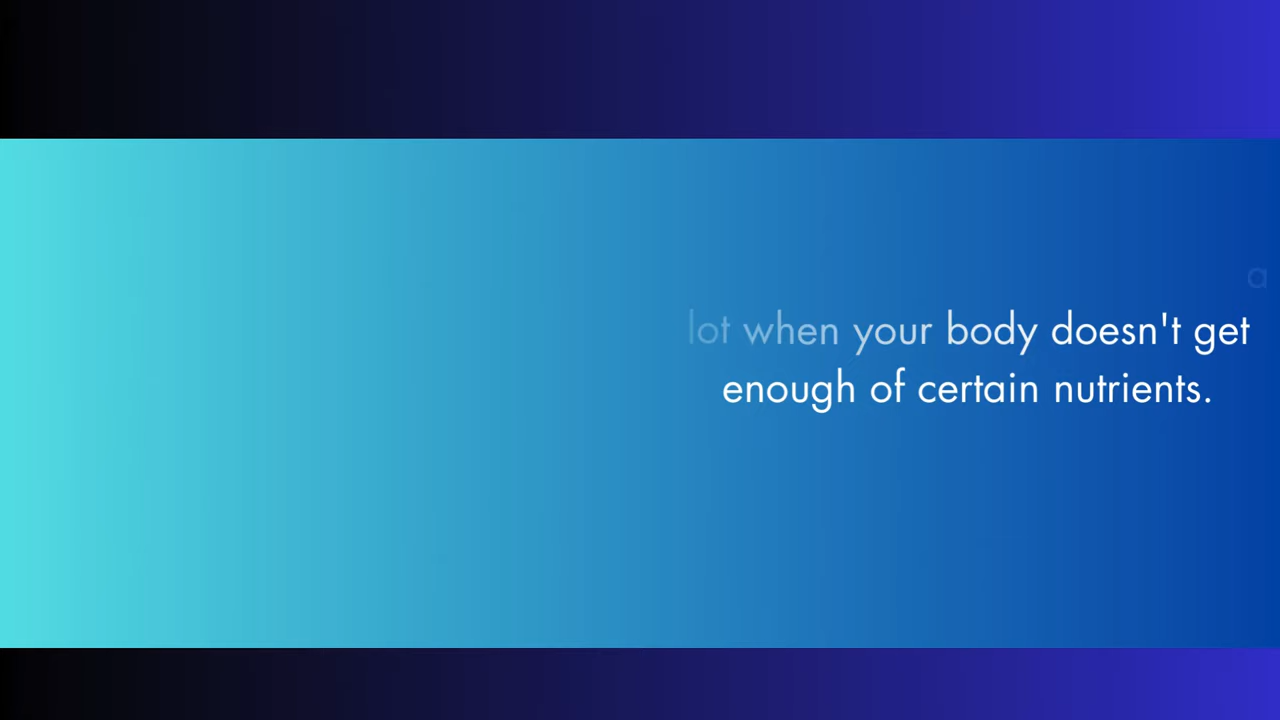 a
lot when your body doesn't get
enough of certain nutrients.